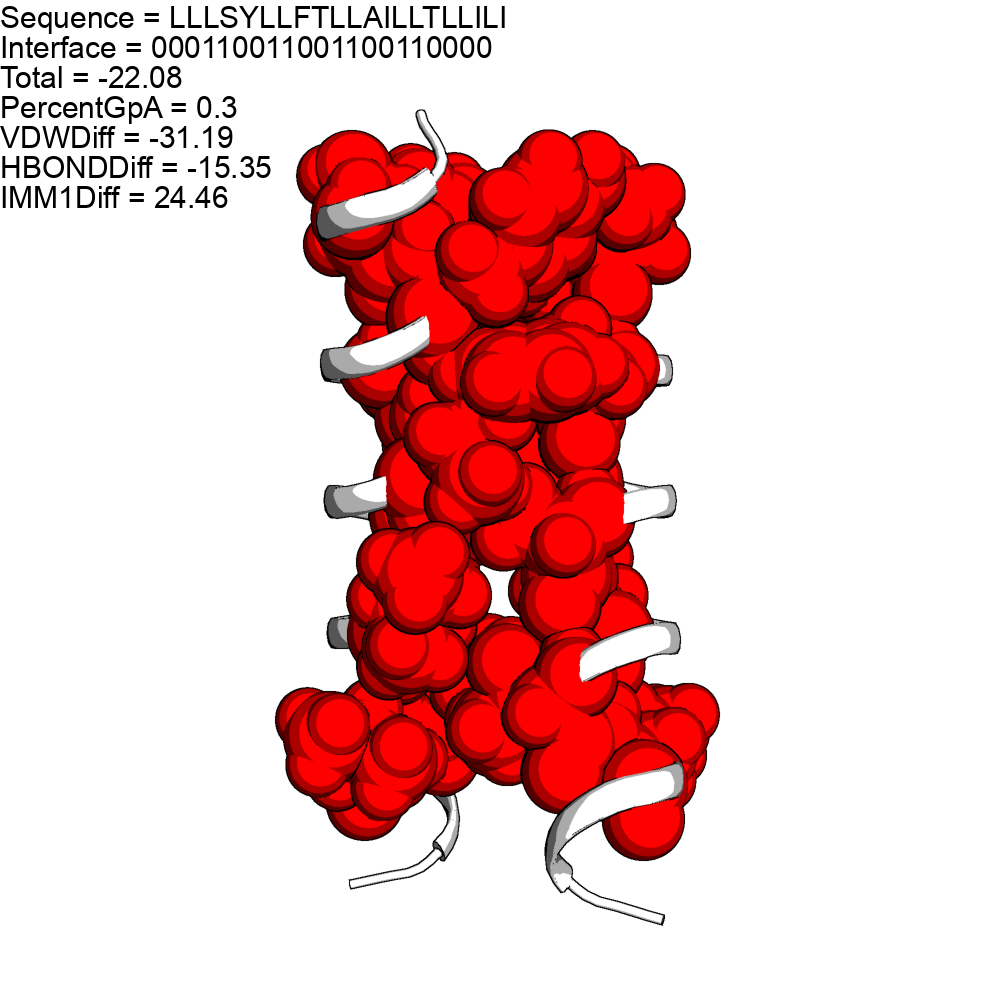 Sequence = LLLSYLLFTLLAILLTLLILI
Interface = 000110011001100110000
Total = -22.08
PercentGpA = 0.3
VDWDiff = -31.19
HBONDDiff = -15.35
IMM1Diff = 24.46